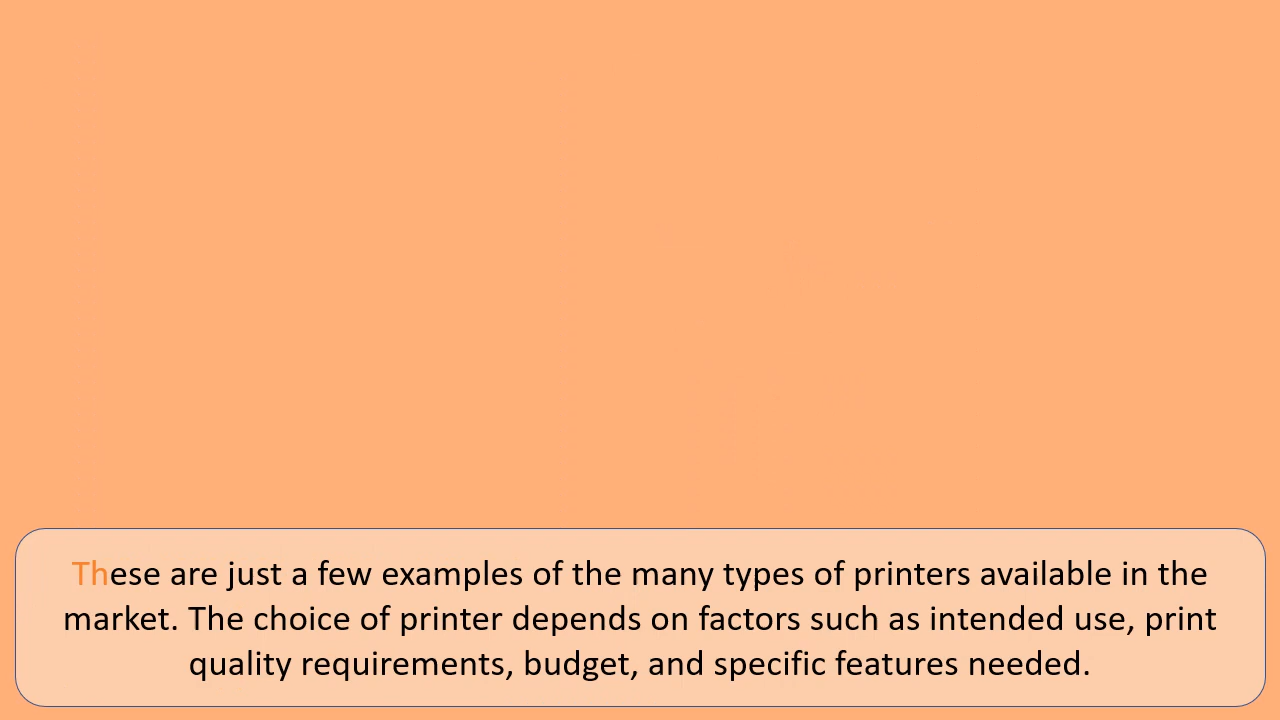 These are just a few examples of the many types of printers available in the
market. The choice of printer depends on factors such as intended use, print
quality requirements, budget, and specific features needed.